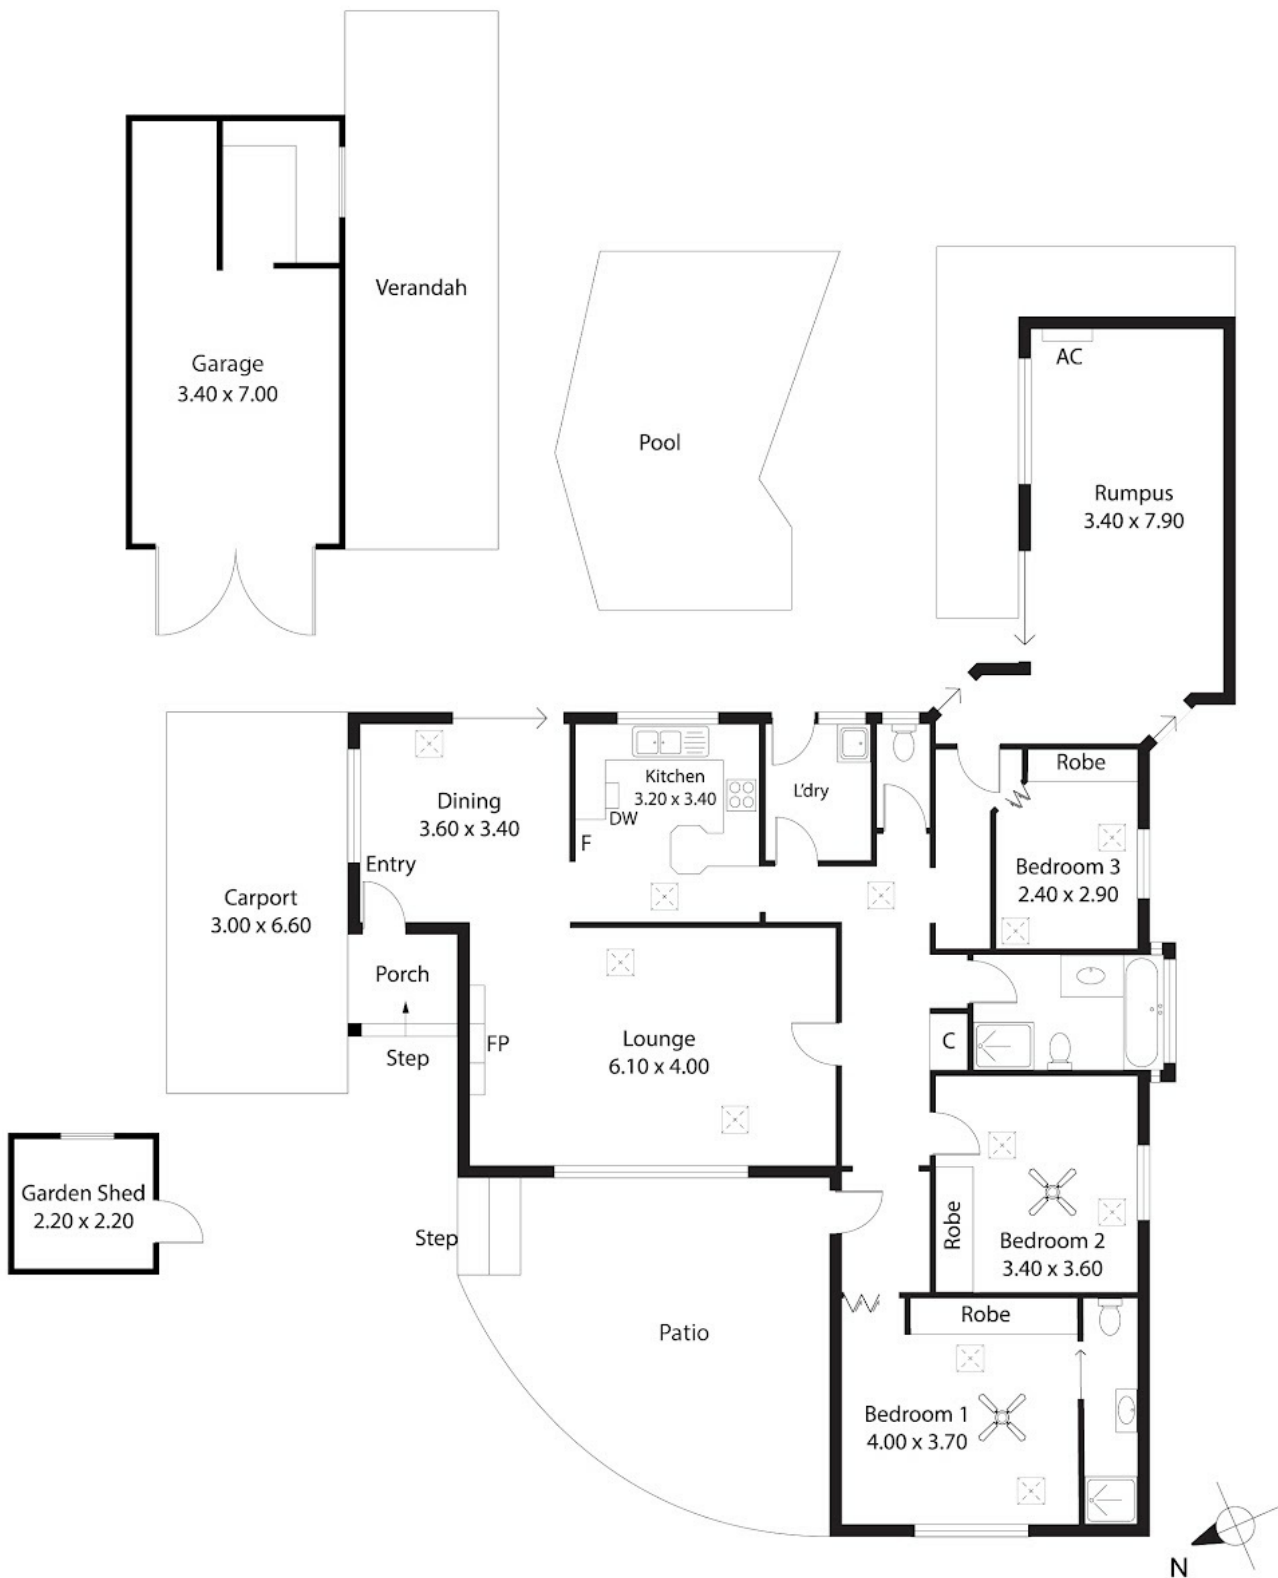 Verandah
Garage
3.40 x 7.00
Pool
AC
Rumpus
3.40 x 7.90
Robe
Kitchen
3.20 x 3.40
DW
F
L'dry
Dining
3.60 x 3.40
Entry
Bedroom 3
2.40 x 2.90
Carport
3.00 x 6.60
Porch
Step
FP
Lounge
6.10 x 4.00
C
Garden Shed
2.20 x 2.20
Step
Robe
Bedroom 2
3.40 x 3.60
Patio
Robe
Bedroom 1
4.00 x 3.70
N